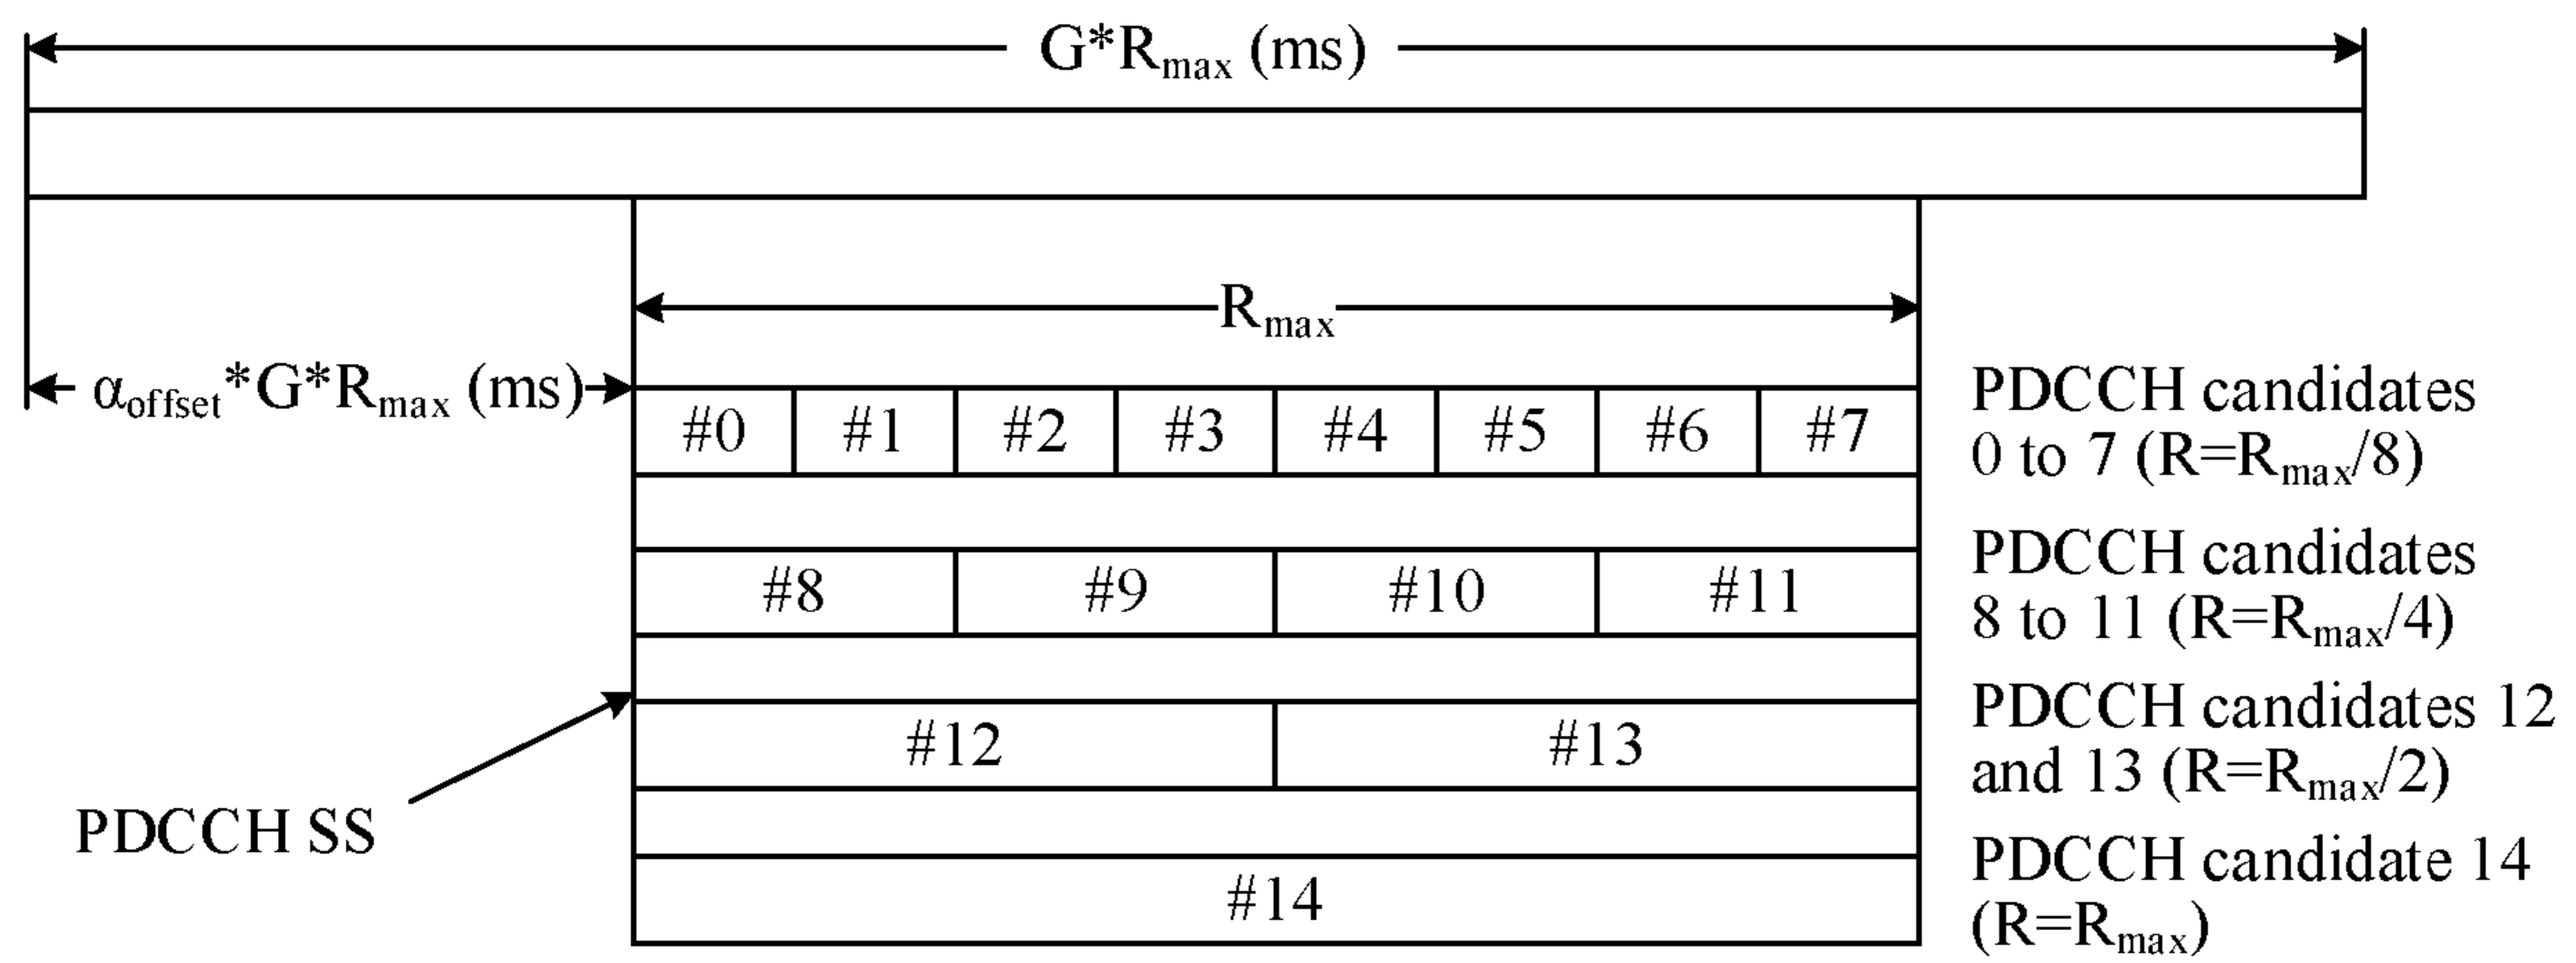 G*Rmax (ms)
Rmax
αoffset*G*Rmax (ms)
#0 #1 #2 #3 #4 #5 #6 #7
PDCCH candidates
0 to 7 (R=Rmax/8)
#8 #9 #10 #11
PDCCH candidates
8 to 11 (R=Rmax/4)
#12 #13
PDCCH candidates 12
and 13 (R=Rmax/2)
PDCCH SS
#14
PDCCH candidate 14
(R=Rmax)